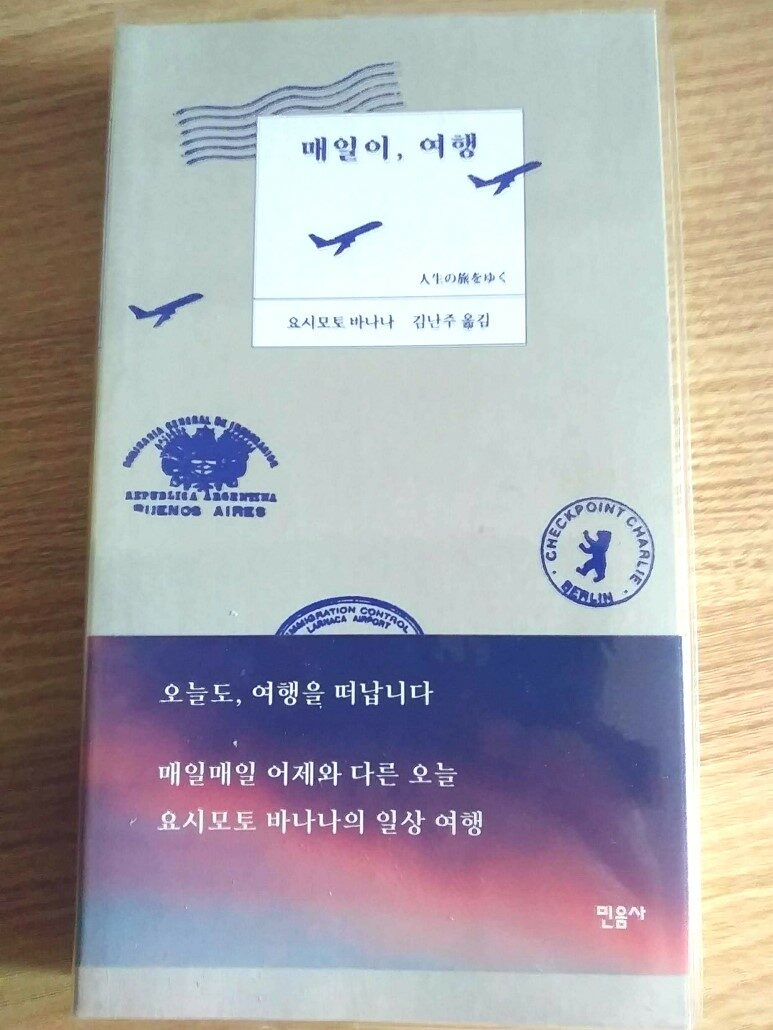 매일이, 여행
人生の旅をゆく
요시모토 바나나 김난주 옮김
REPUBLICA ARGENTINA
BUENOS AIRES
CHECKPOINT CHARLIE
BERLIN
IMMIGRATION CONTROL
LARNACA AIRPORT
오늘도, 여행을 떠납니다
매일매일 어제와 다른 오늘
요시모토 바나나의 일상 여행
민음사